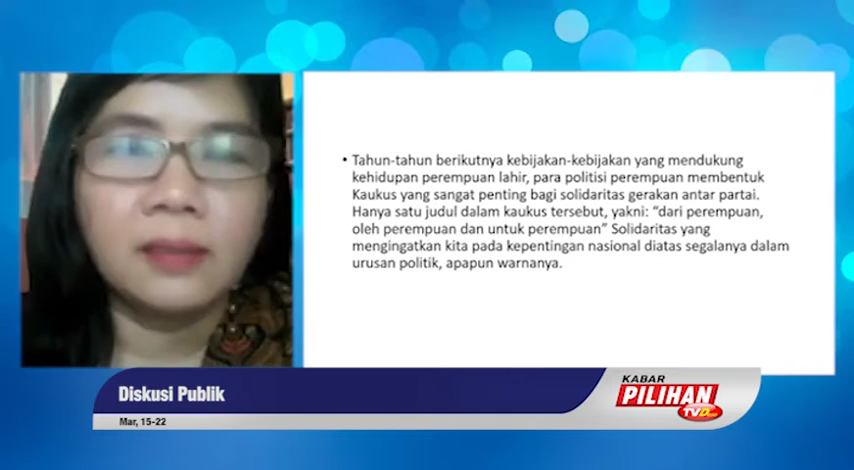 • Tahun-tahun berikutnya kebijakan-kebijakan yang mendukung
kehidupan perempuan lahir, para politisi perempuan membentuk
Kaukus yang sangat penting bagi solidaritas gerakan antar partai.
Hanya satu judul dalam kaukus tersebut, yakni: “dari perempuan,
oleh perempuan dan untuk perempuan” Solidaritas yang
mengingatkan kita pada kepentingan nasional diatas segalanya dalam
urusan politik, apapun warnanya.
Diskusi Publik
Mar, 15-22
KABAR
PILIHAN
TV